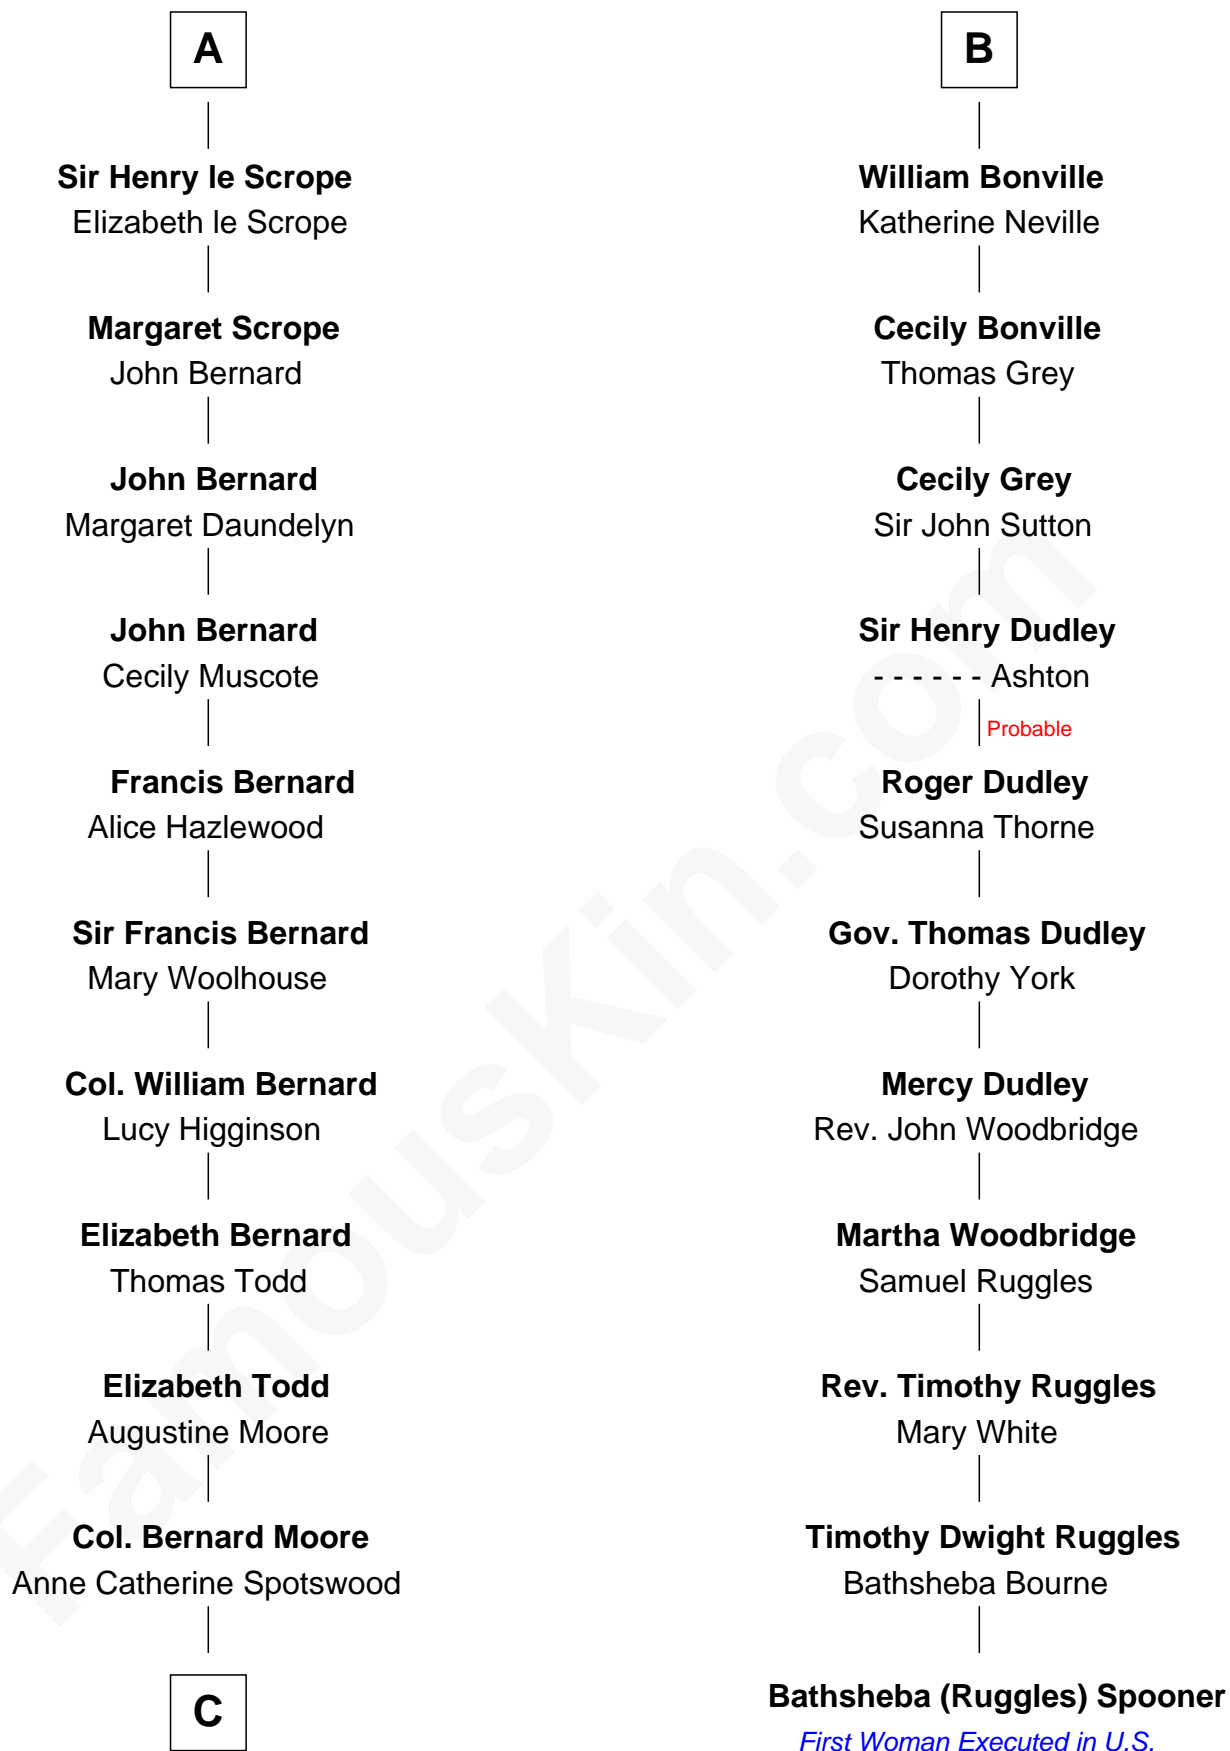 A
Sir Henry le Scrope
Elizabeth le Scrope
Margaret Scrope
John Bernard
John Bernard
Margaret Daundelyn
John Bernard
Cecily Muscote
Francis Bernard
Alice Hazlewood
Sir Francis Bernard
Mary Woolhouse
Col. William Bernard
Lucy Higginson
Elizabeth Bernard
Thomas Todd
Elizabeth Todd
Augustine Moore
Col. Bernard Moore
Anne Catherine Spotswood
C
B
William Bonville
Katherine Neville
Cecily Bonville
Thomas Grey
Cecily Grey
Sir John Sutton
Sir Henry Dudley
- - - - - - Ashton
Probable
Roger Dudley
Susanna Thorne
Gov. Thomas Dudley
Dorothy York
Mercy Dudley
Rev. John Woodbridge
Martha Woodbridge
Samuel Ruggles
Rev. Timothy Ruggles
Mary White
Timothy Dwight Ruggles
Bathsheba Bourne
Bathsheba (Ruggles) Spooner
First Woman Executed in U.S.
FamousKin.com